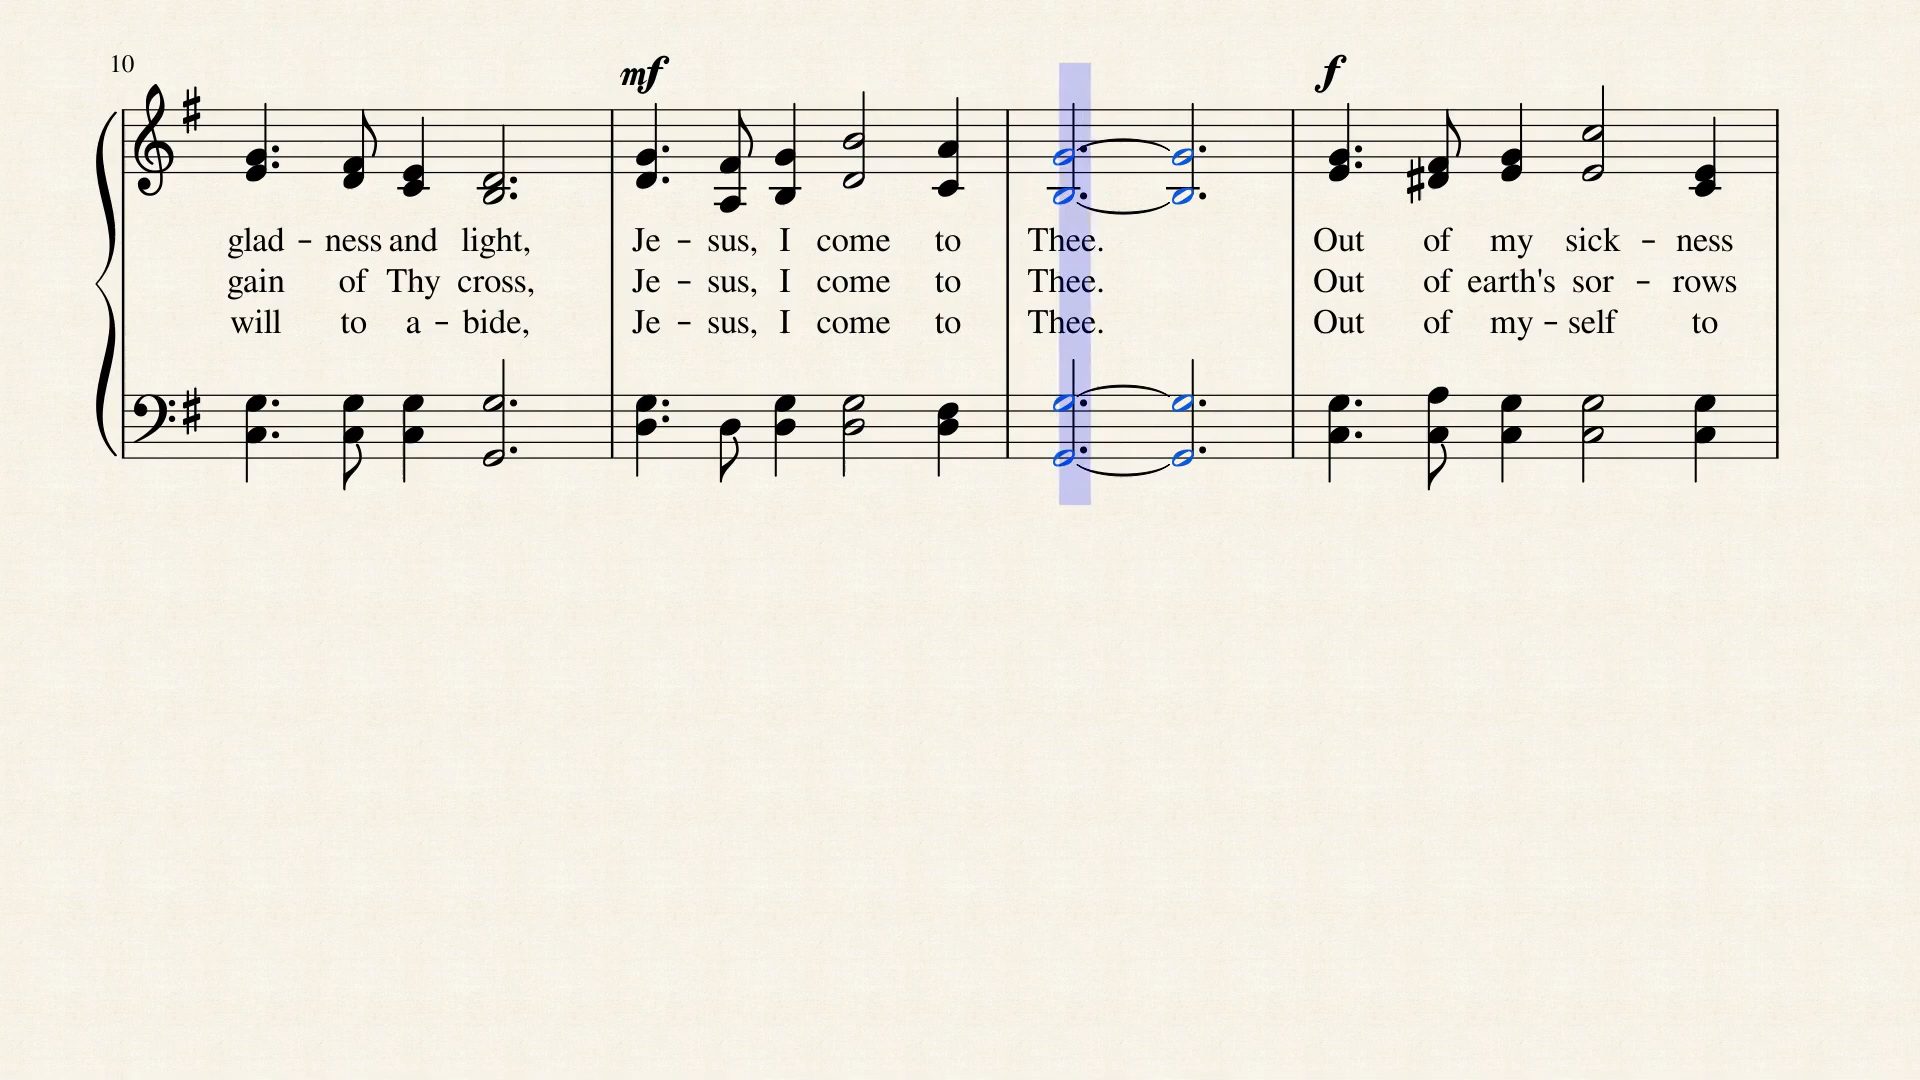 10
mf f
glad - ness and light, Je - sus, I come to Thee. Out of my sick - ness
gain of Thy cross, Je - sus, I come to Thee. Out of earth's sor - rows
will to a - bide, Je - sus, I come to Thee. Out of my - self to